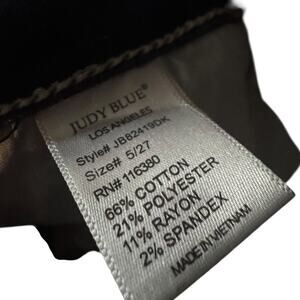 JUDY BLUE®
LOS ANGELES
Style# JB82419DK
Size# 5/27
RN# 116380
66% COTTON
21% POLYESTER
11% RAYON
2% SPANDEX
MADE IN VIETNAM